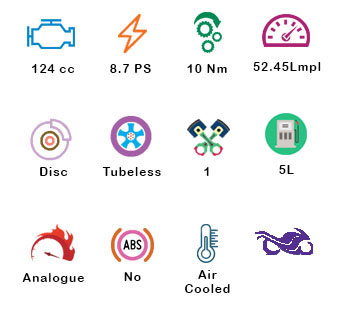 124 cc
8.7 PS
10 Nm
52.45Lmpl
Disc
Tubeless
1
5L
Analogue
ABS
No
Air
Cooled